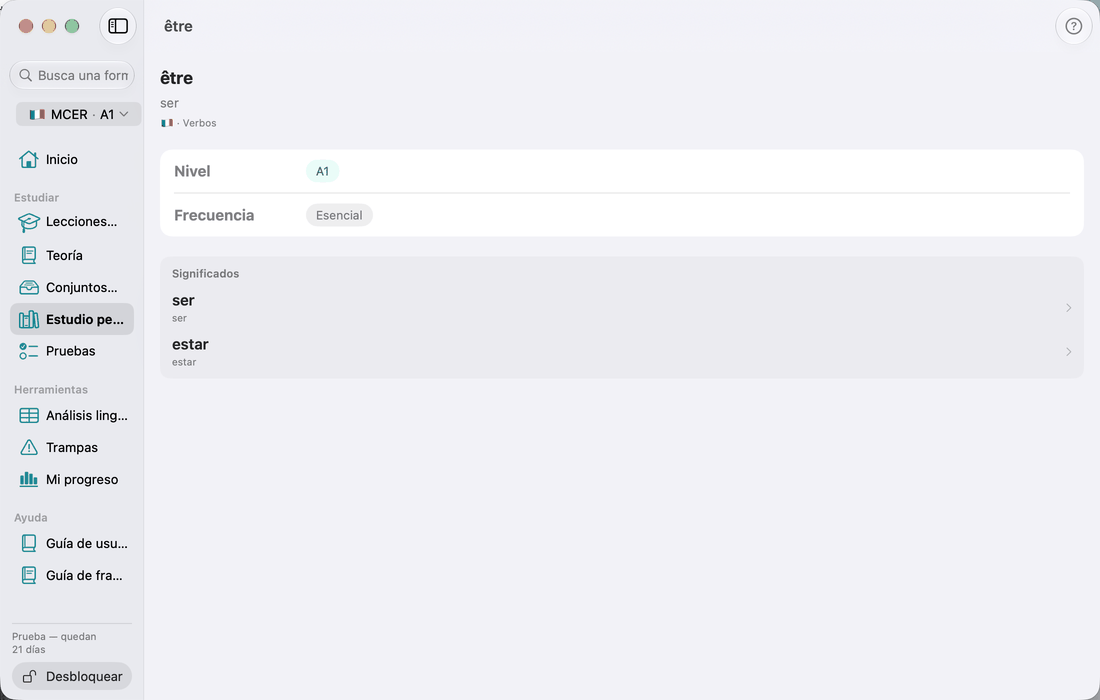 être
Busca una form
MCER · A1
Inicio
Estudiar
Lecciones...
Teoría
Conjuntos...
Estudio pe...
Pruebas
Herramientas
Análisis ling...
Trampas
Mi progreso
Ayuda
Guía de usu...
Guía de fra...
Prueba — quedan
21 días
Desbloquear
être
ser
· Verbos
Nivel A1
Frecuencia Esencial
Significados
ser
ser
estar
estar